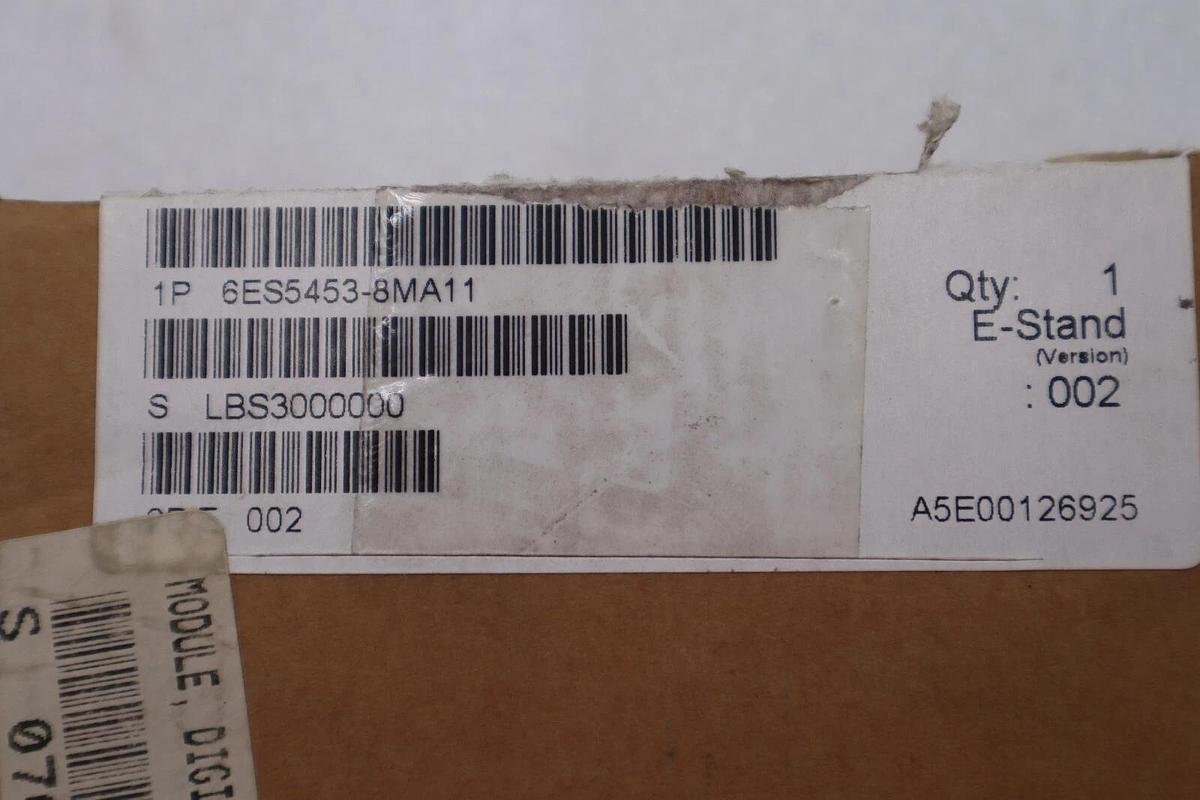 1P 6ES5453-8MA11
S LBS3000000
002
Qty: 1
E-Stand
(Version)
: 002
A5E00126925
MODULE, DIGI
S 07